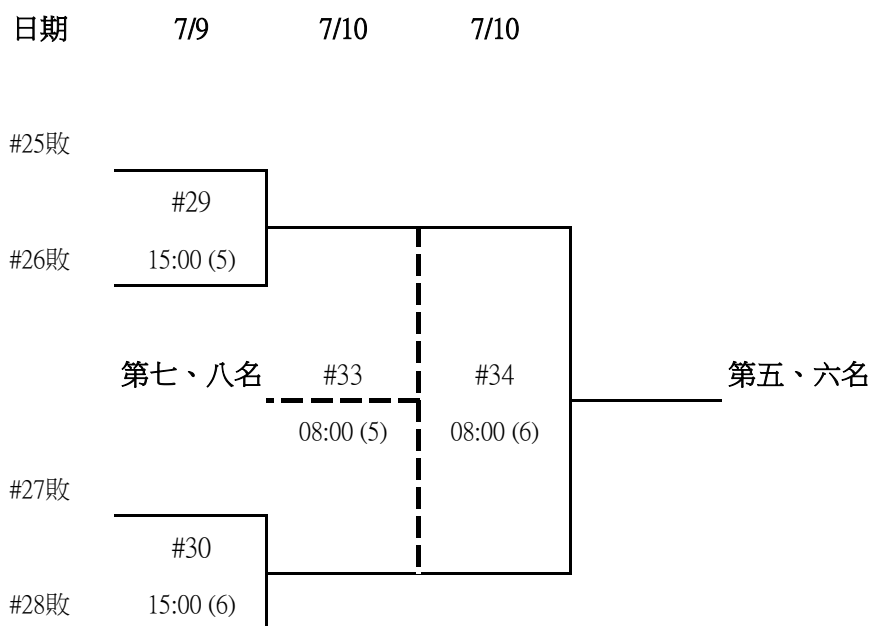 日期 7/9 7/10 7/10
#25敗
#29
#26敗 15:00 (5)
第七、八名 #33 #34 第五、六名
08:00 (5) 08:00 (6)
#27敗
#30
#28敗 15:00 (6)